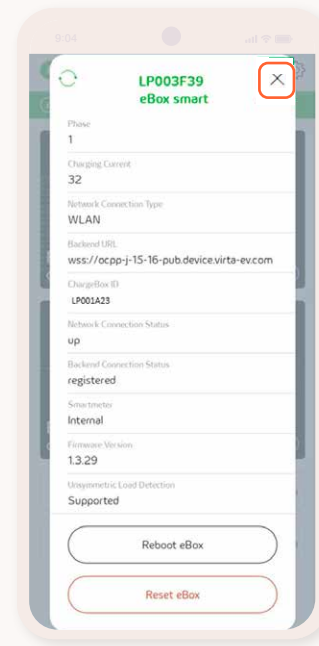 9:04
LP003F39
eBox smart
Phase
1
Charging Current
32
Network Connection Type
WLAN
Backend URL
wss://ocpp-j-15-16-pub.device.virta-ev.com
ChargeBox ID
LP001A23
Network Connection Status
up
Backend Connection Status
registered
Smartmeter
Internal
Firmware Version
1.3.29
Unsymmetric Load Detection
Supported
Reboot eBox
Reset eBox